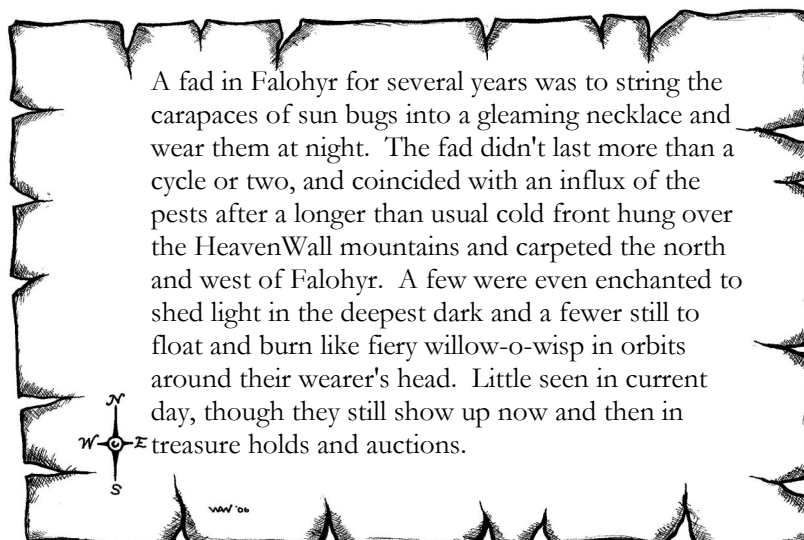 A fad in Falohyr for several years was to string the
carapaces of sun bugs into a gleaming necklace and
wear them at night.  The fad didn't last more than a
cycle or two, and coincided with an influx of the
pests after a longer than usual cold front hung over
the HeavenWall mountains and carpeted the north
and west of Falohyr.  A few were even enchanted to
shed light in the deepest dark and a fewer still to
float and burn like fiery willow-o-wisp in orbits
around their wearer's head.  Little seen in current
day, though they still show up now and then in
treasure holds and auctions.
N
W E
S